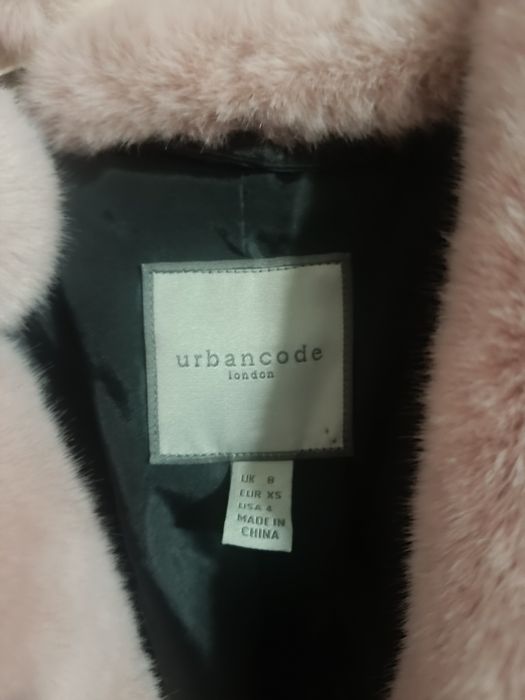 urbancode
london
UK 8
EUR XS
USA 4
MADE IN
CHINA